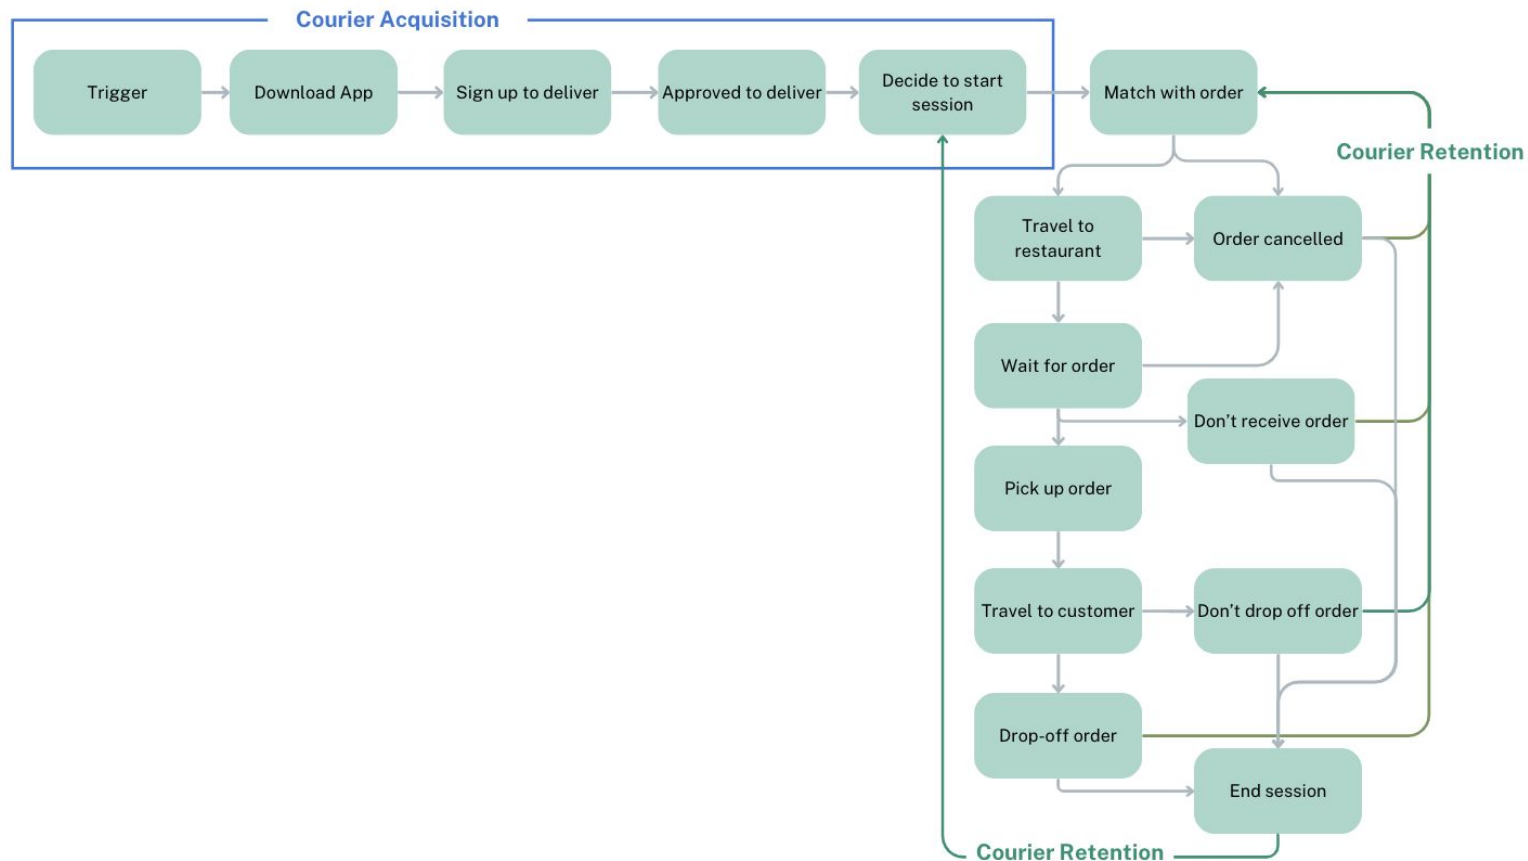 Courier Acquisition
Trigger
Download App
Sign up to deliver
Approved to deliver
Decide to start
session
Match with order
Courier Retention
Travel to
restaurant
Order cancelled
Wait for order
Don’t receive order
Pick up order
Travel to customer
Don’t drop off order
Drop-off order
End session
Courier Retention